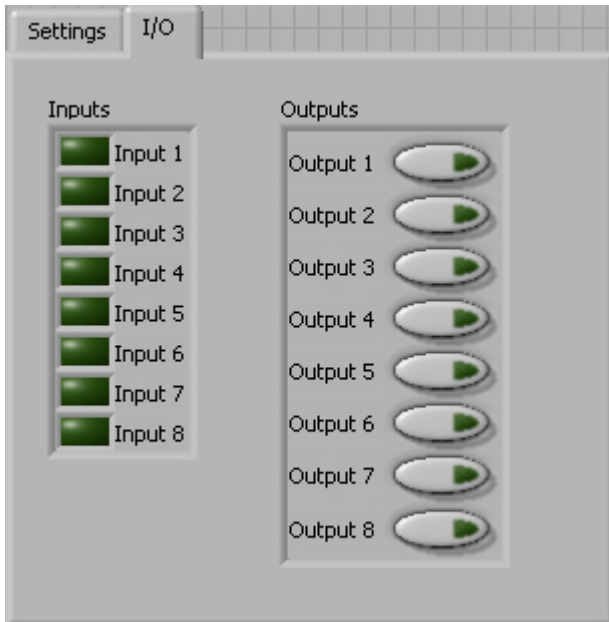 Settings
I/O
Inputs
Input 1
Input 2
Input 3
Input 4
Input 5
Input 6
Input 7
Input 8
Outputs
Output 1
Output 2
Output 3
Output 4
Output 5
Output 6
Output 7
Output 8